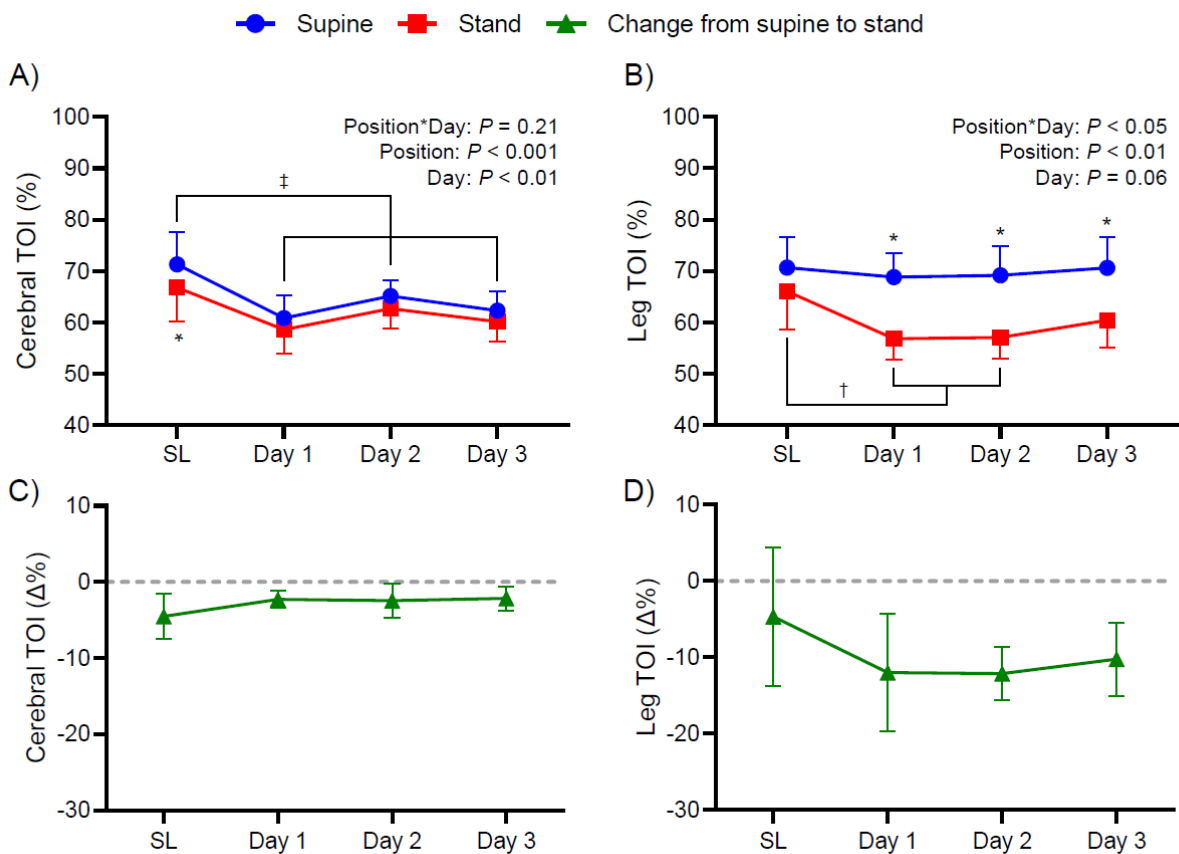 Supine Stand Change from supine to stand
A)
Position*Day: P = 0.21
Position: P < 0.001
Day: P < 0.01
‡
*
Cerebral TOI (%)
100
90
80
70
60
50
40
SL Day 1 Day 2 Day 3
B)
Position*Day: P < 0.05
Position: P < 0.01
Day: P = 0.06
* * *
†
Leg TOI (%)
100
90
80
70
60
50
40
SL Day 1 Day 2 Day 3
C)
Cerebral TOI (Δ%)
10
0
-10
-20
-30
SL Day 1 Day 2 Day 3
D)
Leg TOI (Δ%)
10
0
-10
-20
-30
SL Day 1 Day 2 Day 3